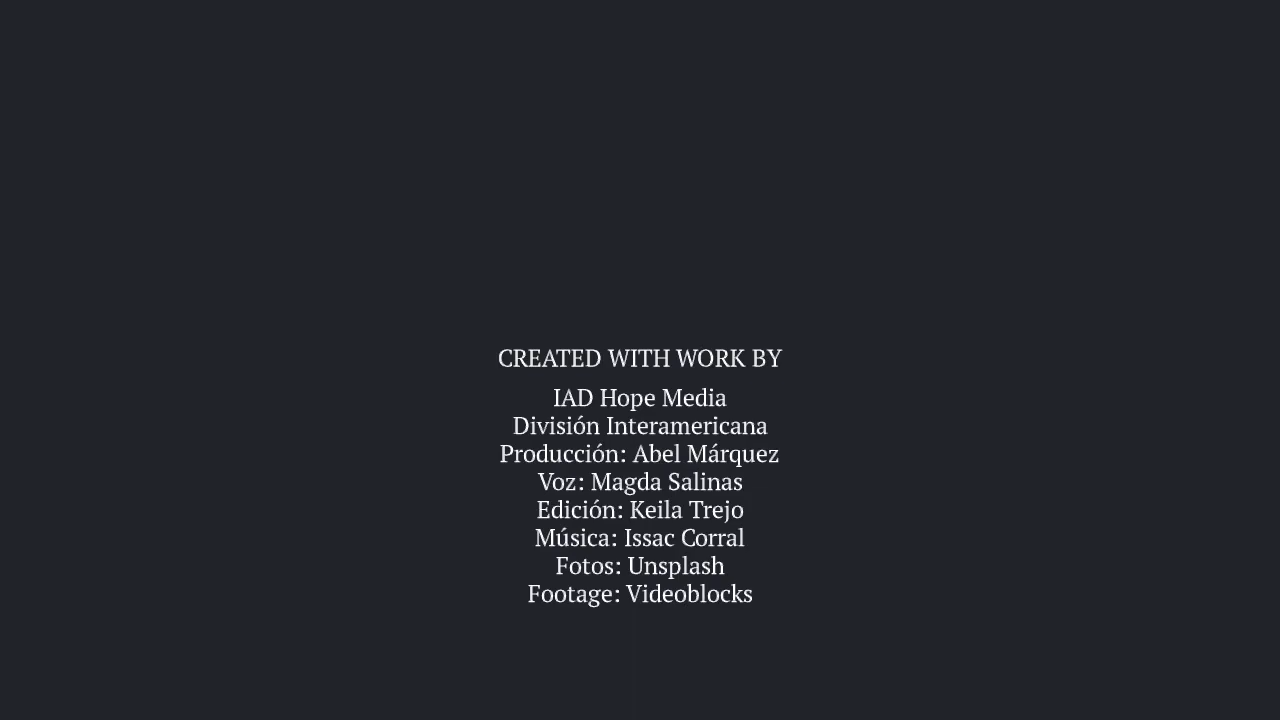 CREATED WITH WORK BY
IAD Hope Media
División Interamericana
Producción: Abel Márquez
Voz: Magda Salinas
Edición: Keila Trejo
Música: Issac Corral
Fotos: Unsplash
Footage: Videoblocks